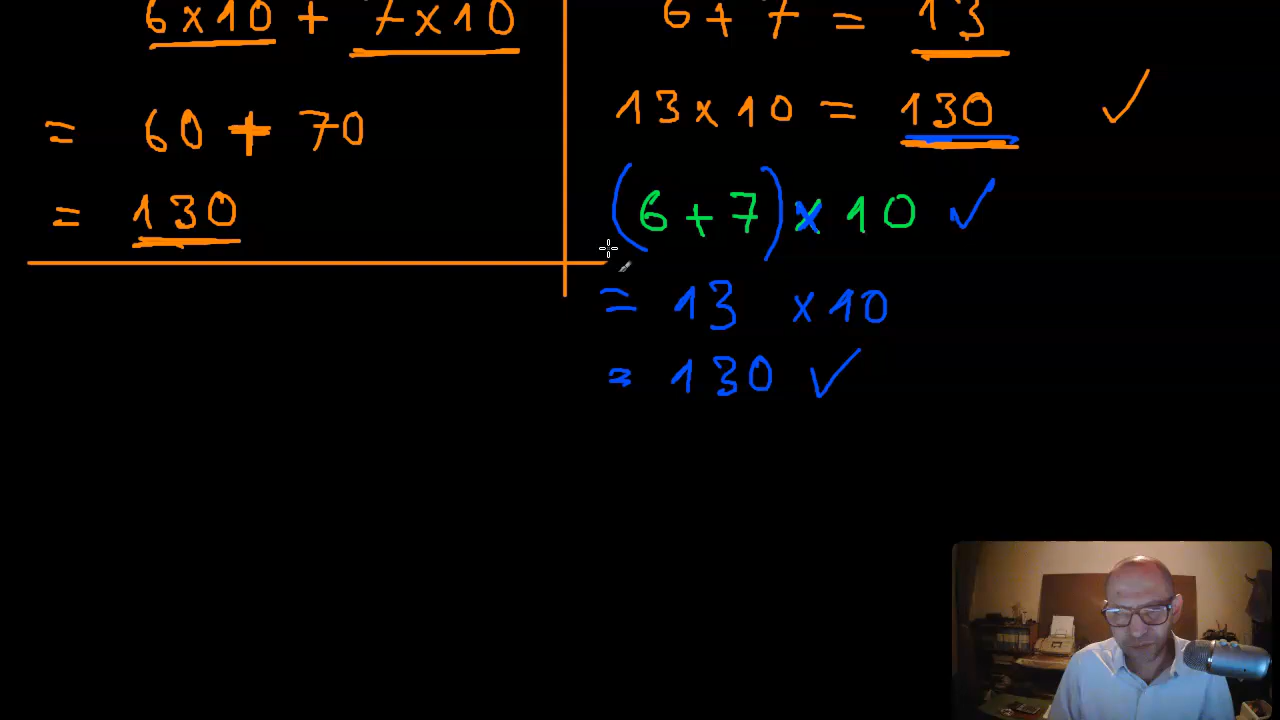 6 x 10 + 7 x 10
= 60 + 70
= 130
6 + 7 = 13
13 x 10 = 130 ✓
(6 + 7) x 10 ✓
= 13 x 10
= 130 ✓